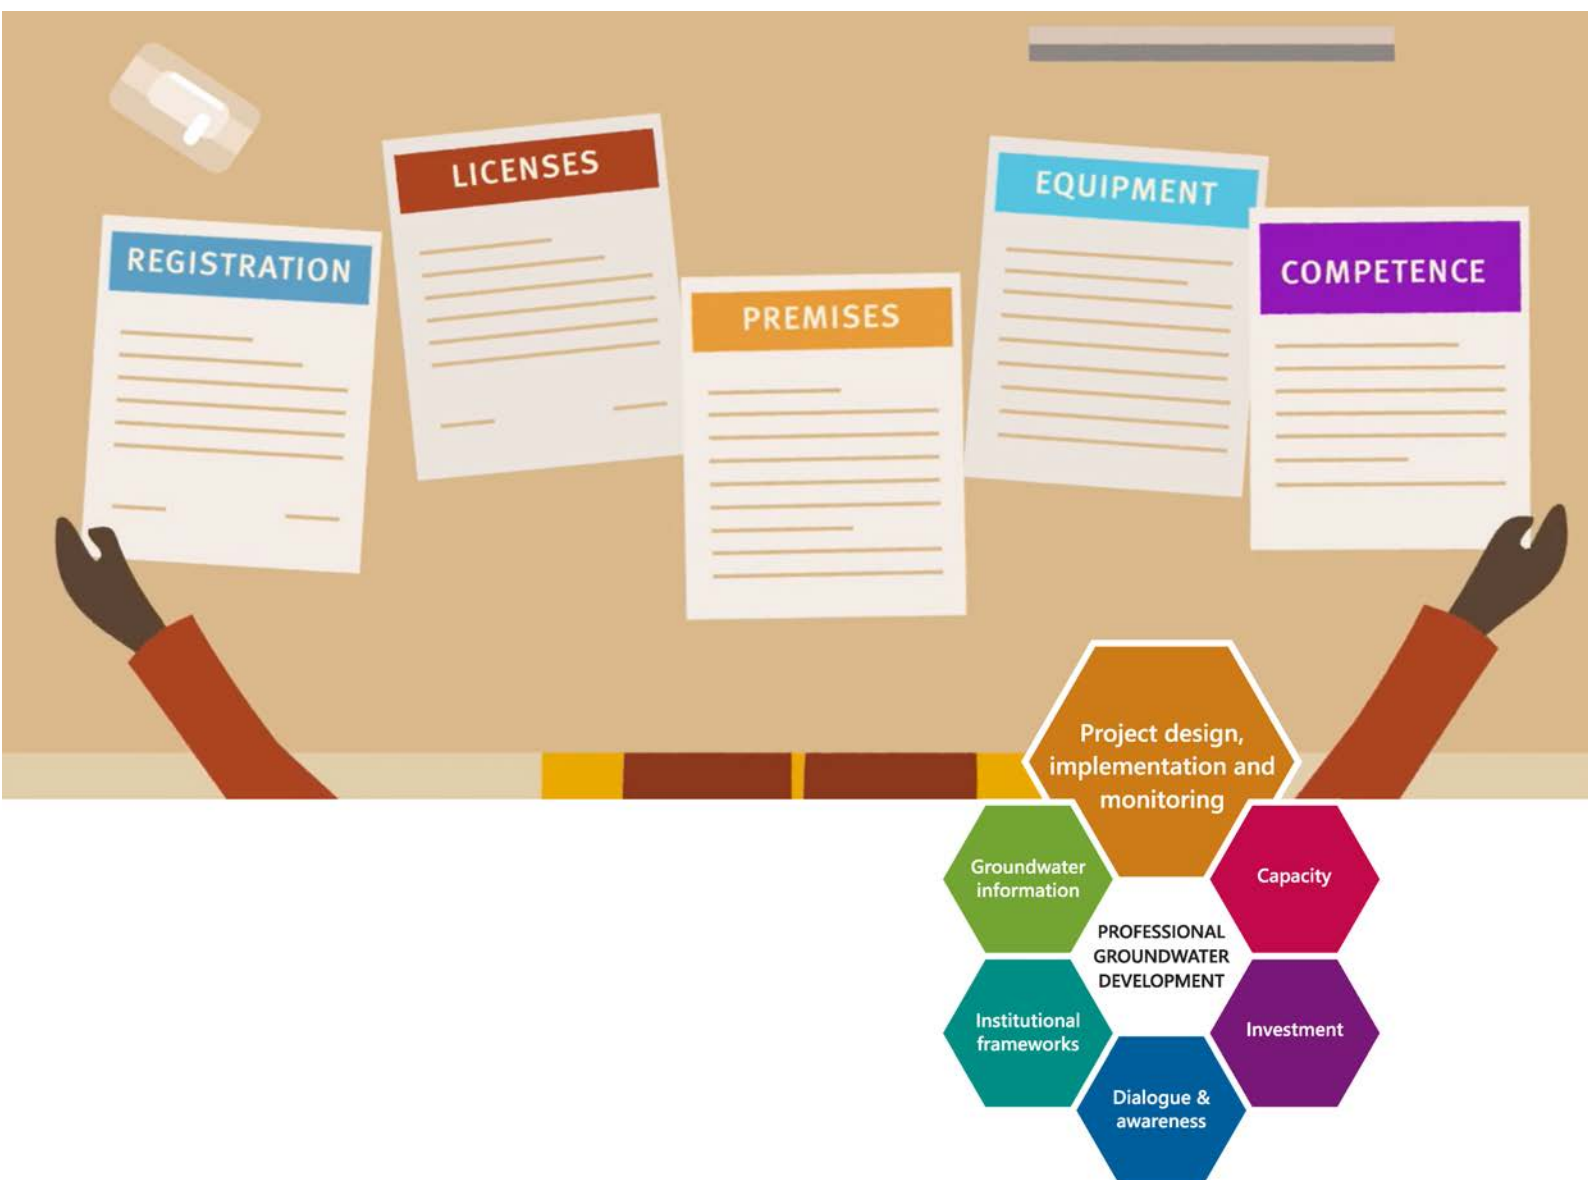 REGISTRATION
LICENSES
PREMISES
EQUIPMENT
COMPETENCE
Project design,
implementation and
monitoring
Groundwater
information
Capacity
PROFESSIONAL
GROUNDWATER
DEVELOPMENT
Institutional
frameworks
Investment
Dialogue &
awareness